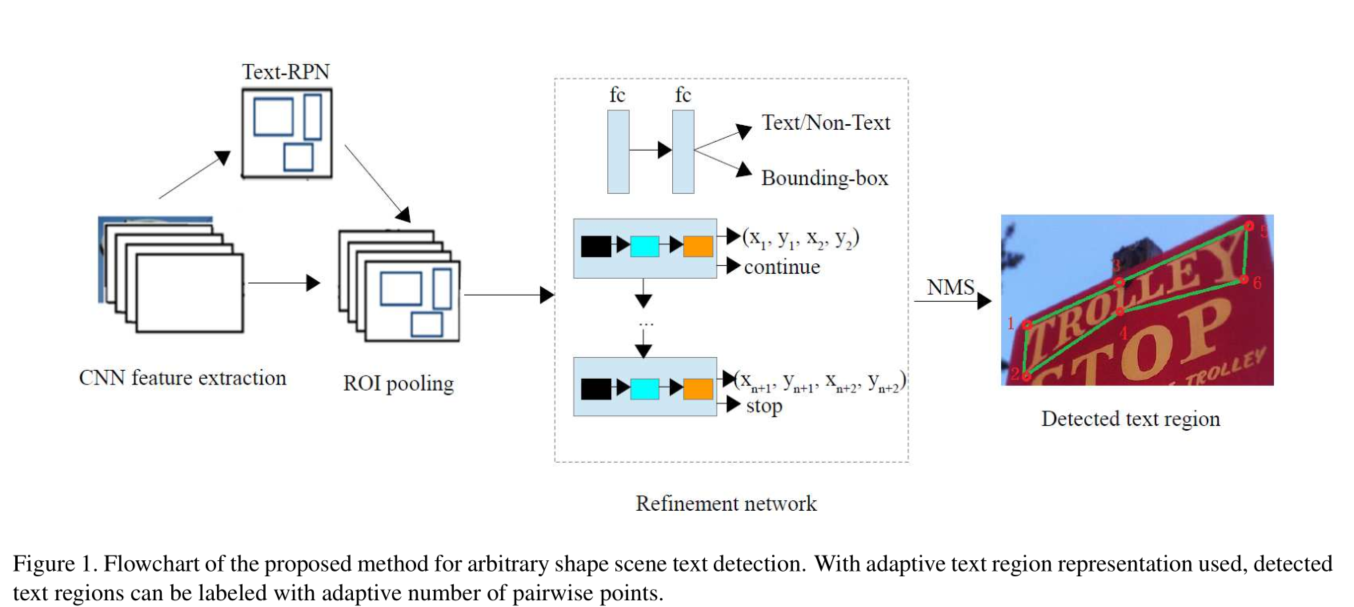 Text-RPN
fc fc
Text/Non-Text
Bounding-box
(x₁, y₁, x₂, y₂)
continue
...
(xₙ₊₁, yₙ₊₁, xₙ₊₂, yₙ₊₂)
stop
CNN feature extraction
ROI pooling
Refinement network
NMS
1
2
3
4
5
6
TROLLEY
STOP
TROLLEY
Detected text region
Figure 1. Flowchart of the proposed method for arbitrary shape scene text detection. With adaptive text region representation used, detected
text regions can be labeled with adaptive number of pairwise points.